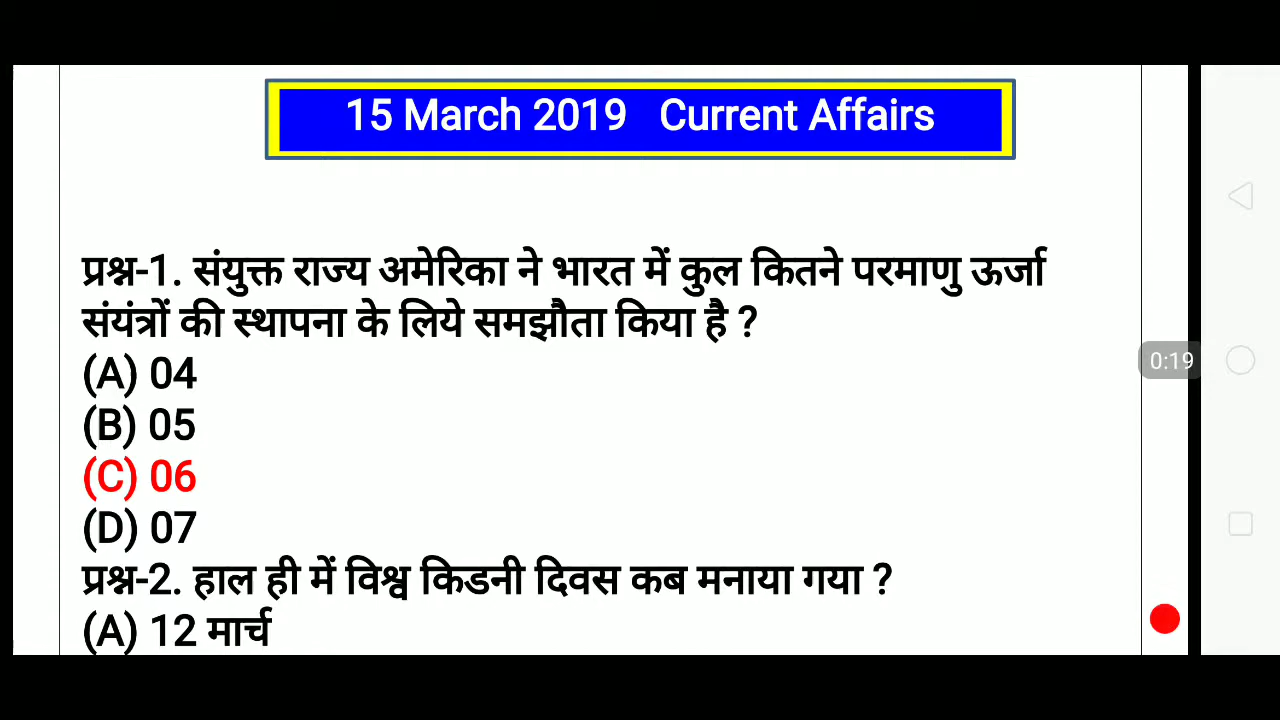 15 March 2019 Current Affairs
प्रश्न-1. संयुक्त राज्य अमेरिका ने भारत में कुल कितने परमाणु ऊर्जा
संयंत्रों की स्थापना के लिये समझौता किया है ?
(A) 04
(B) 05
(C) 06
(D) 07
0:19
प्रश्न-2. हाल ही में विश्व किडनी दिवस कब मनाया गया ?
(A) 12 मार्च